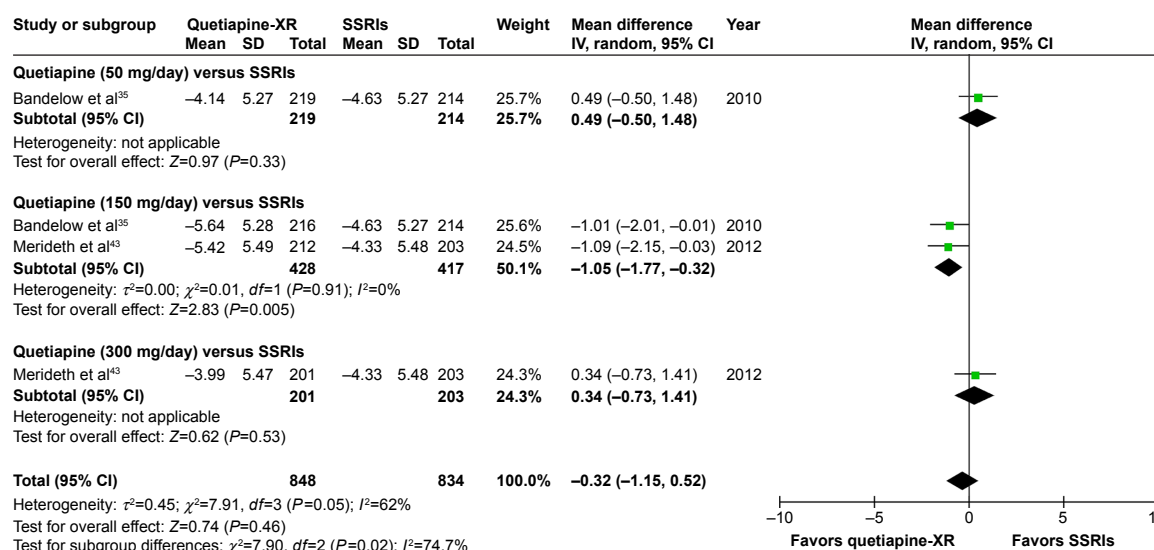 Study or subgroup Quetiapine-XR SSRIs Weight Mean difference Year Mean difference
Mean SD Total Mean SD Total IV, random, 95% CI IV, random, 95% CI
Quetiapine (50 mg/day) versus SSRIs
Bandelow et al³⁵ –4.14 5.27 219 –4.63 5.27 214 25.7% 0.49 (–0.50, 1.48) 2010
Subtotal (95% CI) 219 214 25.7% 0.49 (–0.50, 1.48)
Heterogeneity: not applicable
Test for overall effect: Z=0.97 (P=0.33)
Quetiapine (150 mg/day) versus SSRIs
Bandelow et al³⁵ –5.64 5.28 216 –4.63 5.27 214 25.6% –1.01 (–2.01, –0.01) 2010
Merideth et al⁴³ –5.42 5.49 212 –4.33 5.48 203 24.5% –1.09 (–2.15, –0.03) 2012
Subtotal (95% CI) 428 417 50.1% –1.05 (–1.77, –0.32)
Heterogeneity: τ²=0.00; χ²=0.01, df=1 (P=0.91); I²=0%
Test for overall effect: Z=2.83 (P=0.005)
Quetiapine (300 mg/day) versus SSRIs
Merideth et al⁴³ –3.99 5.47 201 –4.33 5.48 203 24.3% 0.34 (–0.73, 1.41) 2012
Subtotal (95% CI) 201 203 24.3% 0.34 (–0.73, 1.41)
Heterogeneity: not applicable
Test for overall effect: Z=0.62 (P=0.53)
Total (95% CI) 848 834 100.0% –0.32 (–1.15, 0.52)
Heterogeneity: τ²=0.45; χ²=7.91, df=3 (P=0.05); I²=62%
Test for overall effect: Z=0.74 (P=0.46)
Test for subgroup differences: χ²=7.90, df=2 (P=0.02); I²=74.7%
–10 –5 0 5
Favors quetiapine-XR Favors SSRIs